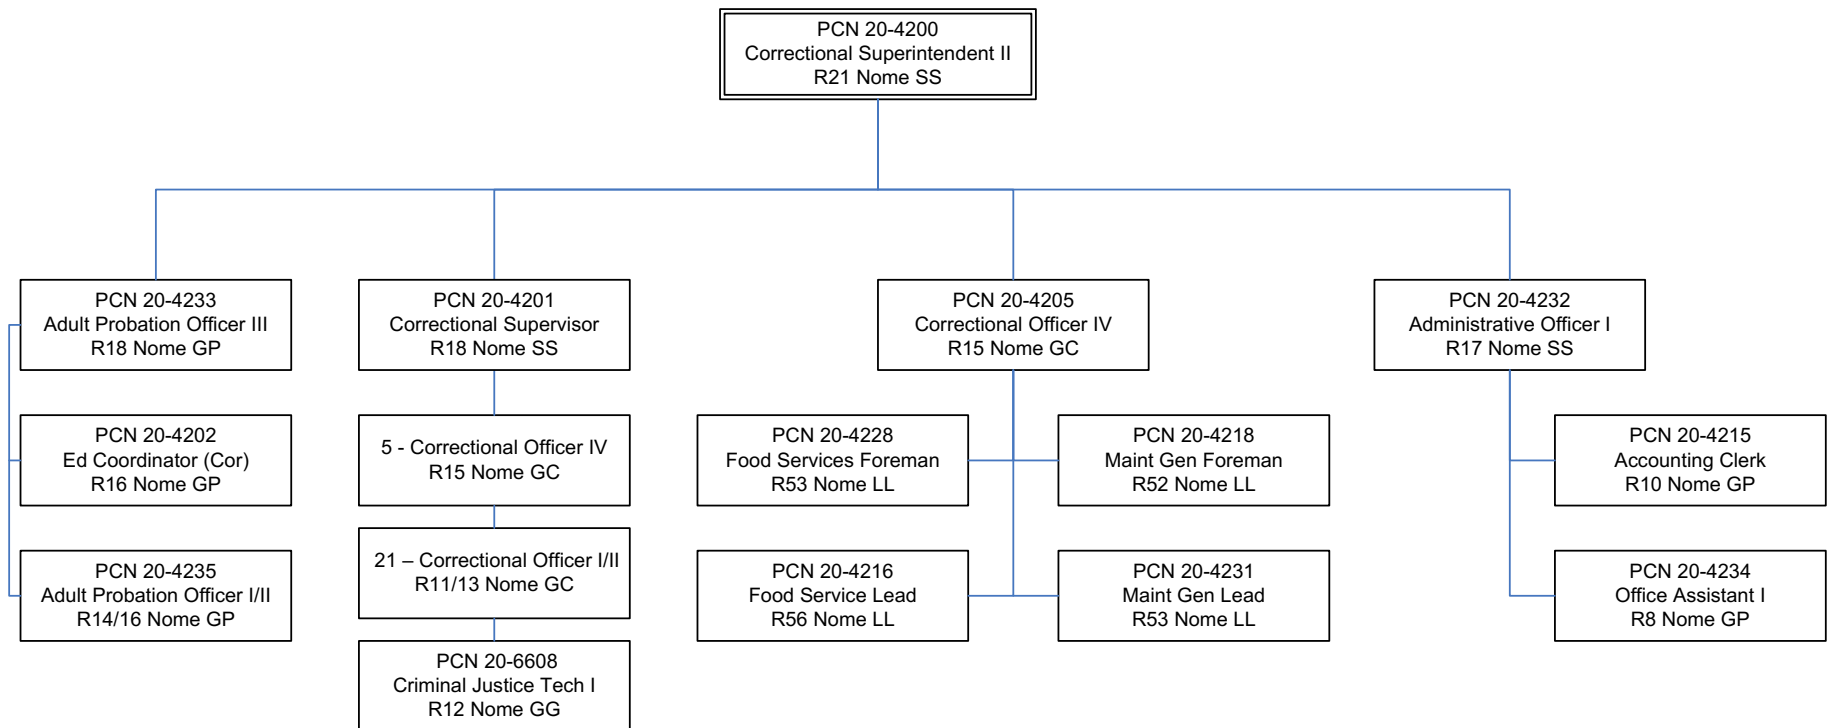 PCN 20-4200
Correctional Superintendent II
R21 Nome SS
PCN 20-4233
Adult Probation Officer III
R18 Nome GP
PCN 20-4201
Correctional Supervisor
R18 Nome SS
PCN 20-4205
Correctional Officer IV
R15 Nome GC
PCN 20-4232
Administrative Officer I
R17 Nome SS
PCN 20-4202
Ed Coordinator (Cor)
R16 Nome GP
5 - Correctional Officer IV
R15 Nome GC
PCN 20-4228
Food Services Foreman
R53 Nome LL
PCN 20-4218
Maint Gen Foreman
R52 Nome LL
PCN 20-4215
Accounting Clerk
R10 Nome GP
PCN 20-4235
Adult Probation Officer I/II
R14/16 Nome GP
21 – Correctional Officer I/II
R11/13 Nome GC
PCN 20-4216
Food Service Lead
R56 Nome LL
PCN 20-4231
Maint Gen Lead
R53 Nome LL
PCN 20-4234
Office Assistant I
R8 Nome GP
PCN 20-6608
Criminal Justice Tech I
R12 Nome GG